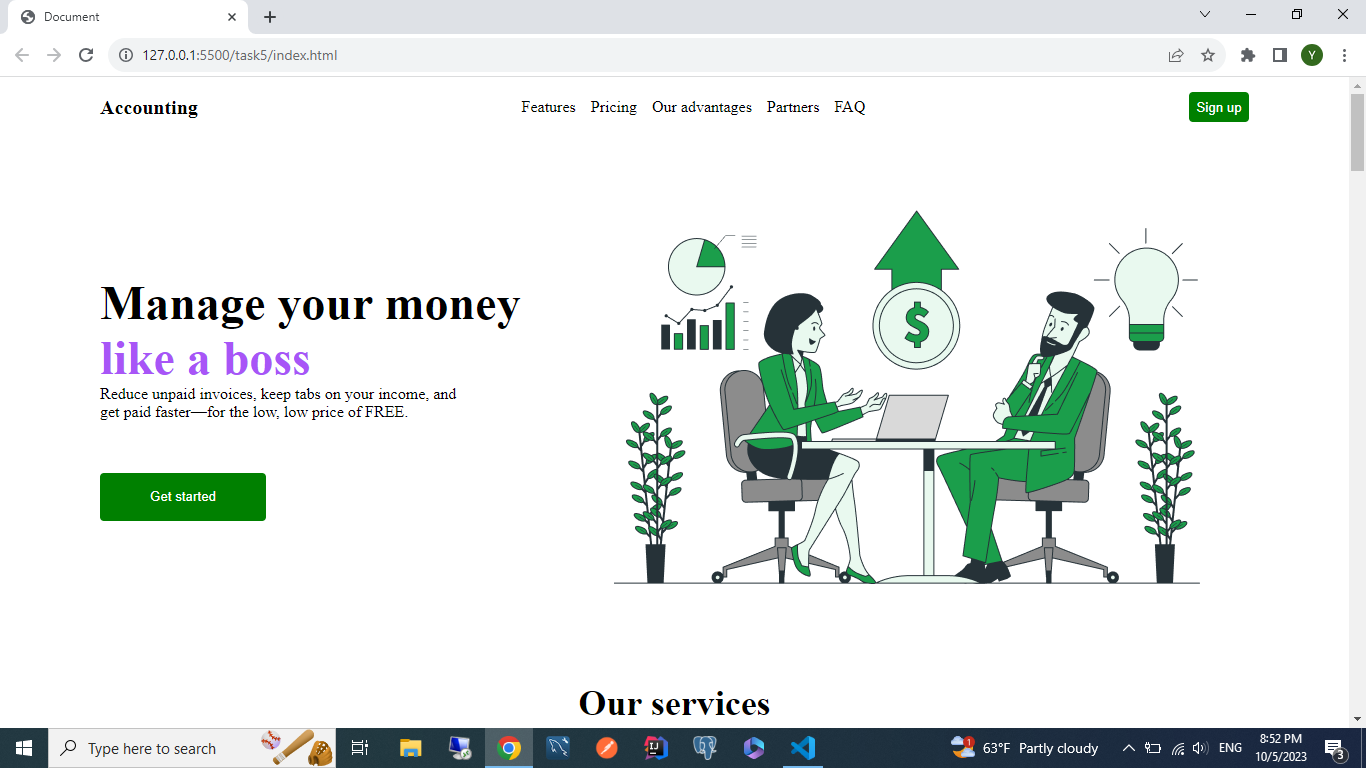 Document
127.0.0.1:5500/task5/index.html
Y
Accounting
Features Pricing Our advantages Partners FAQ
Sign up
Manage your money
like a boss
Reduce unpaid invoices, keep tabs on your income, and
get paid faster—for the low, low price of FREE.
Get started
$
Our services
Type here to search
1
63°F Partly cloudy
ENG
8:52 PM
10/5/2023
3